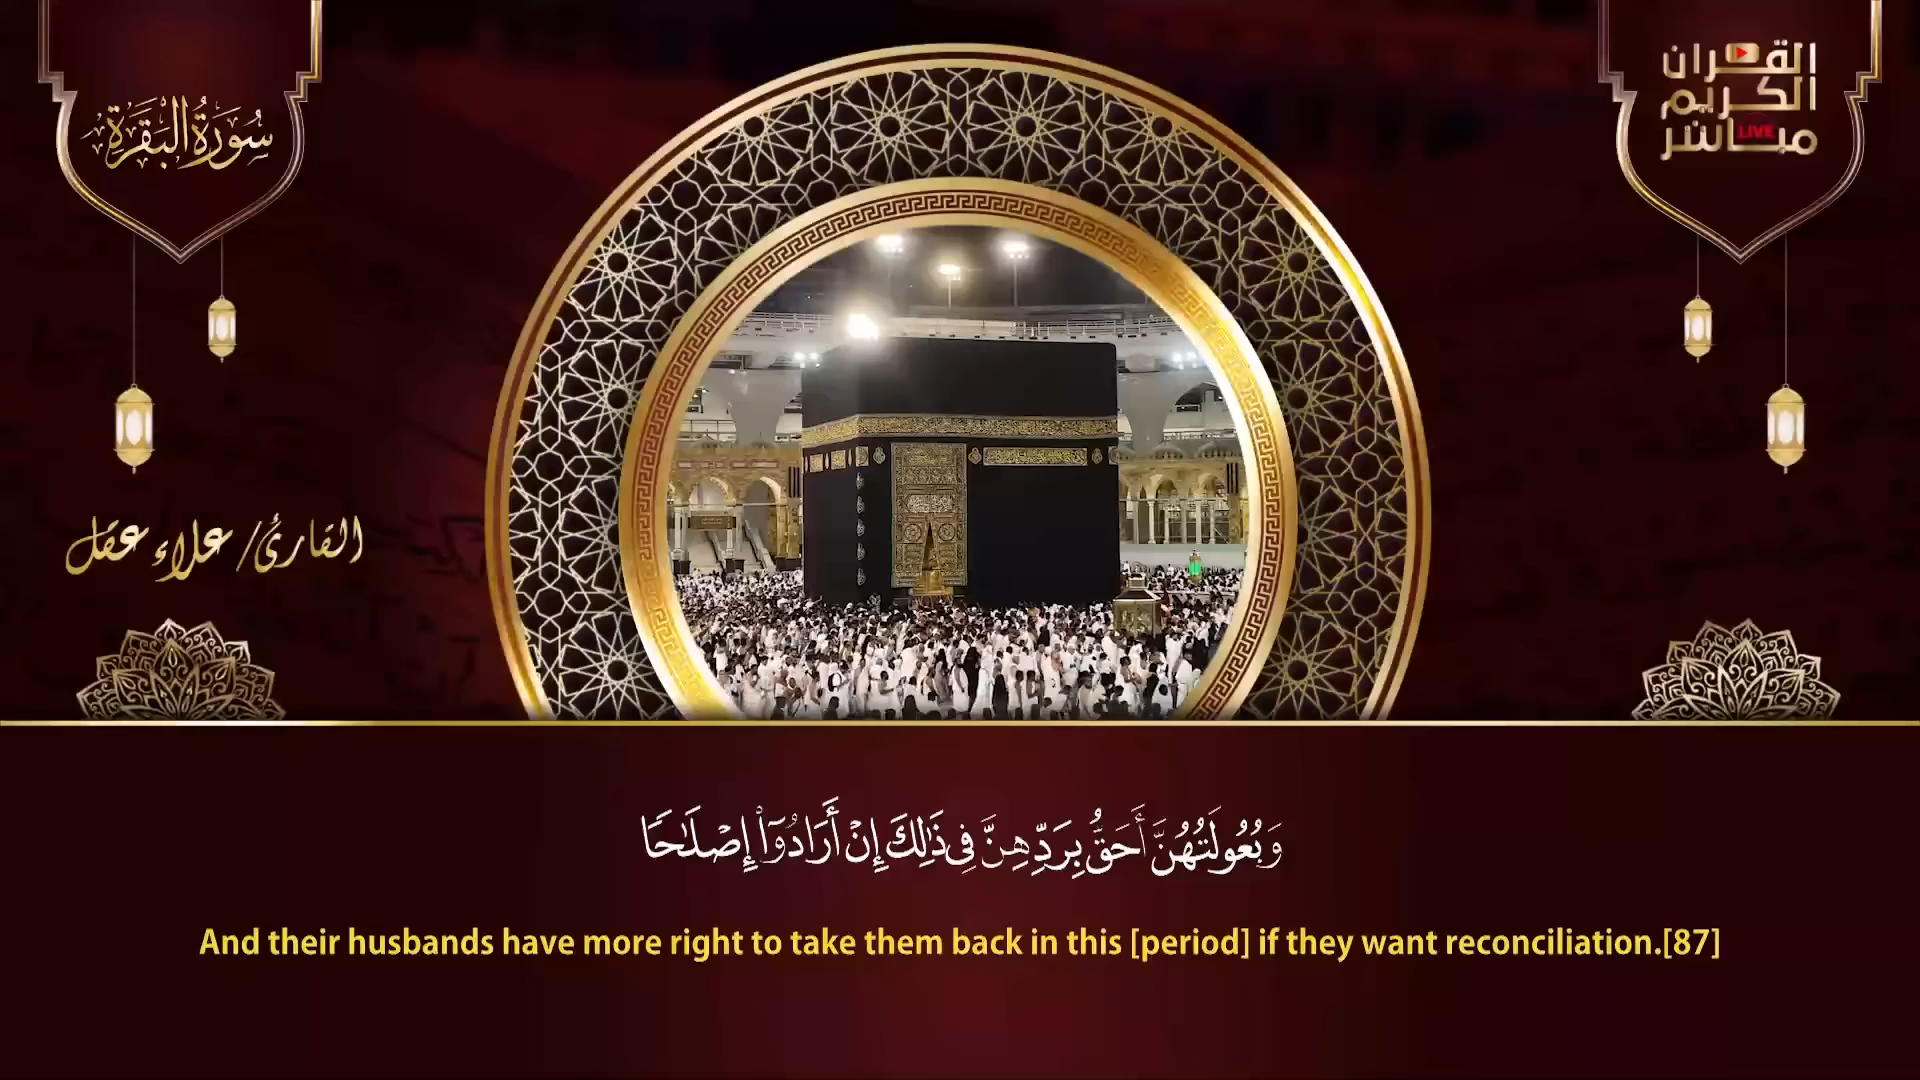 سُورَةُ البَقَرَةِ
القران
الكريم
مباشر
LIVE
القارئ/ علاء عقل
وَبُعُولَتُهُنَّ أَحَقُّ بِرَدِّهِنَّ فِى ذَٰلِكَ إِنْ أَرَادُوٓا۟ إِصْلَـٰحًا
And their husbands have more right to take them back in this [period] if they want reconciliation.[87]